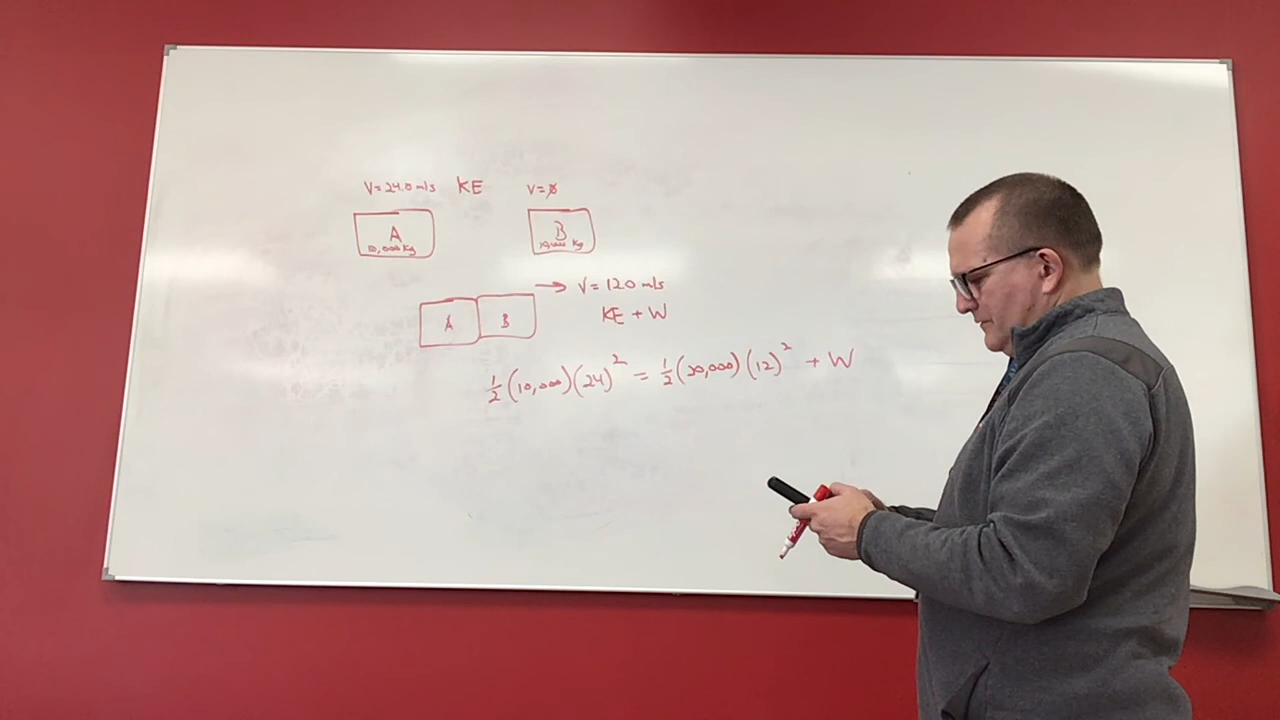 V=24.0 m/s KE V=0
A B
10,000 kg 10,000 kg
→ V= 12.0 m/s
A B KE + W
1/2 (10,000)(24)² = 1/2 (20,000)(12)² + W